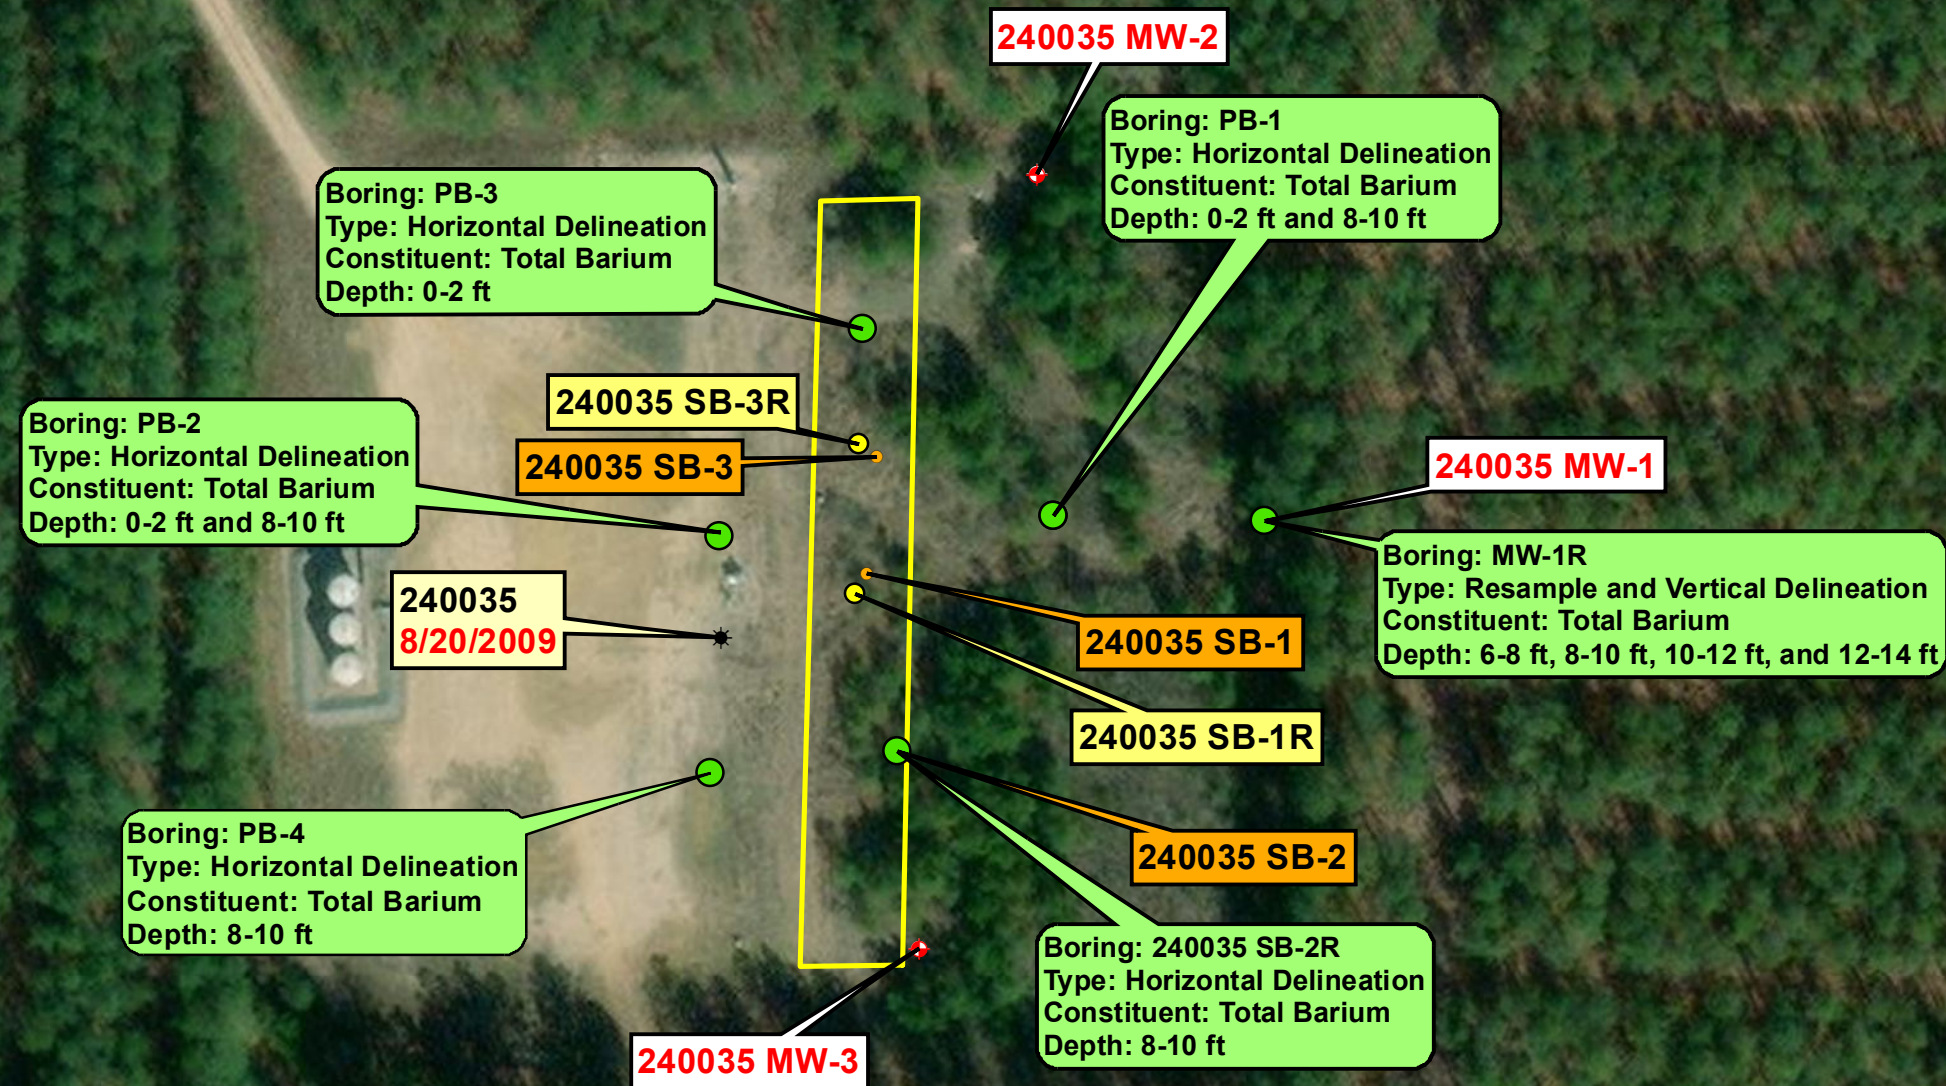 240035 MW-2
Boring: PB-1
Type: Horizontal Delineation
Constituent: Total Barium
Depth: 0-2 ft and 8-10 ft
Boring: PB-3
Type: Horizontal Delineation
Constituent: Total Barium
Depth: 0-2 ft
240035 SB-3R
240035 SB-3
Boring: PB-2
Type: Horizontal Delineation
Constituent: Total Barium
Depth: 0-2 ft and 8-10 ft
240035 MW-1
Boring: MW-1R
Type: Resample and Vertical Delineation
Constituent: Total Barium
Depth: 6-8 ft, 8-10 ft, 10-12 ft, and 12-14 ft
240035
8/20/2009
240035 SB-1
240035 SB-1R
Boring: PB-4
Type: Horizontal Delineation
Constituent: Total Barium
Depth: 8-10 ft
240035 SB-2
Boring: 240035 SB-2R
Type: Horizontal Delineation
Constituent: Total Barium
Depth: 8-10 ft
240035 MW-3